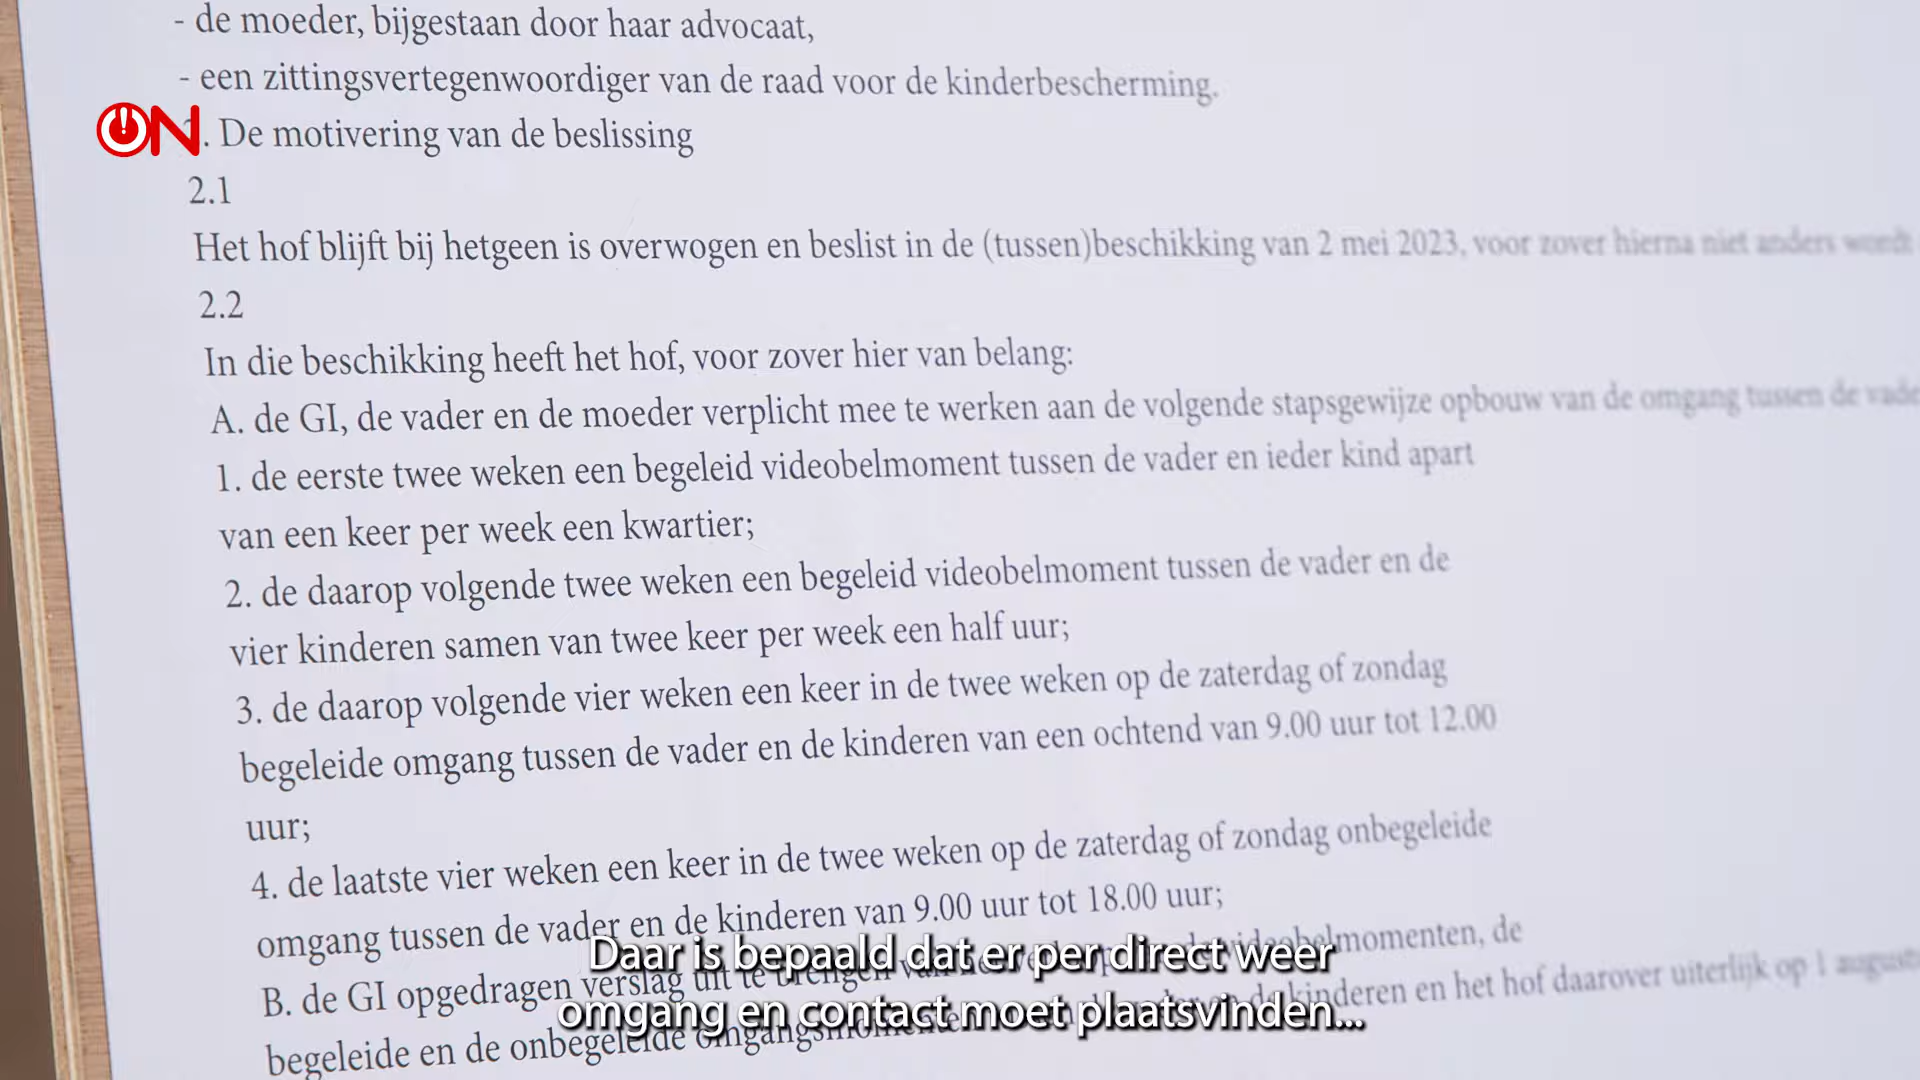 - de moeder, bijgestaan door haar advocaat,
- een zittingsvertegenwoordiger van de raad voor de kinderbescherming.
ON
. De motivering van de beslissing
2.1
Het hof blijft bij hetgeen is overwogen en beslist in de (tussen)beschikking van 2 mei 2023, voor zover hierna niet anders wordt
2.2
In die beschikking heeft het hof, voor zover hier van belang:
A. de GI, de vader en de moeder verplicht mee te werken aan de volgende stapsgewijze opbouw van de omgang tussen de vade
1. de eerste twee weken een begeleid videobelmoment tussen de vader en ieder kind apart
van een keer per week een kwartier;
2. de daarop volgende twee weken een begeleid videobelmoment tussen de vader en de
vier kinderen samen van twee keer per week een half uur;
3. de daarop volgende vier weken een keer in de twee weken op de zaterdag of zondag
begeleide omgang tussen de vader en de kinderen van een ochtend van 9.00 uur tot 12.00
uur;
4. de laatste vier weken een keer in de twee weken op de zaterdag of zondag onbegeleide
omgang tussen de vader en de kinderen van 9.00 uur tot 18.00 uur;
B. de GI opgedragen verslag uit te brengen van videobelmomenten, de
begeleide en de onbegeleide omgangsmomenten de kinderen en het hof daarover uiterlijk op 1 august
Daar is bepaald dat er per direct weer
omgang en contact moet plaatsvinden...